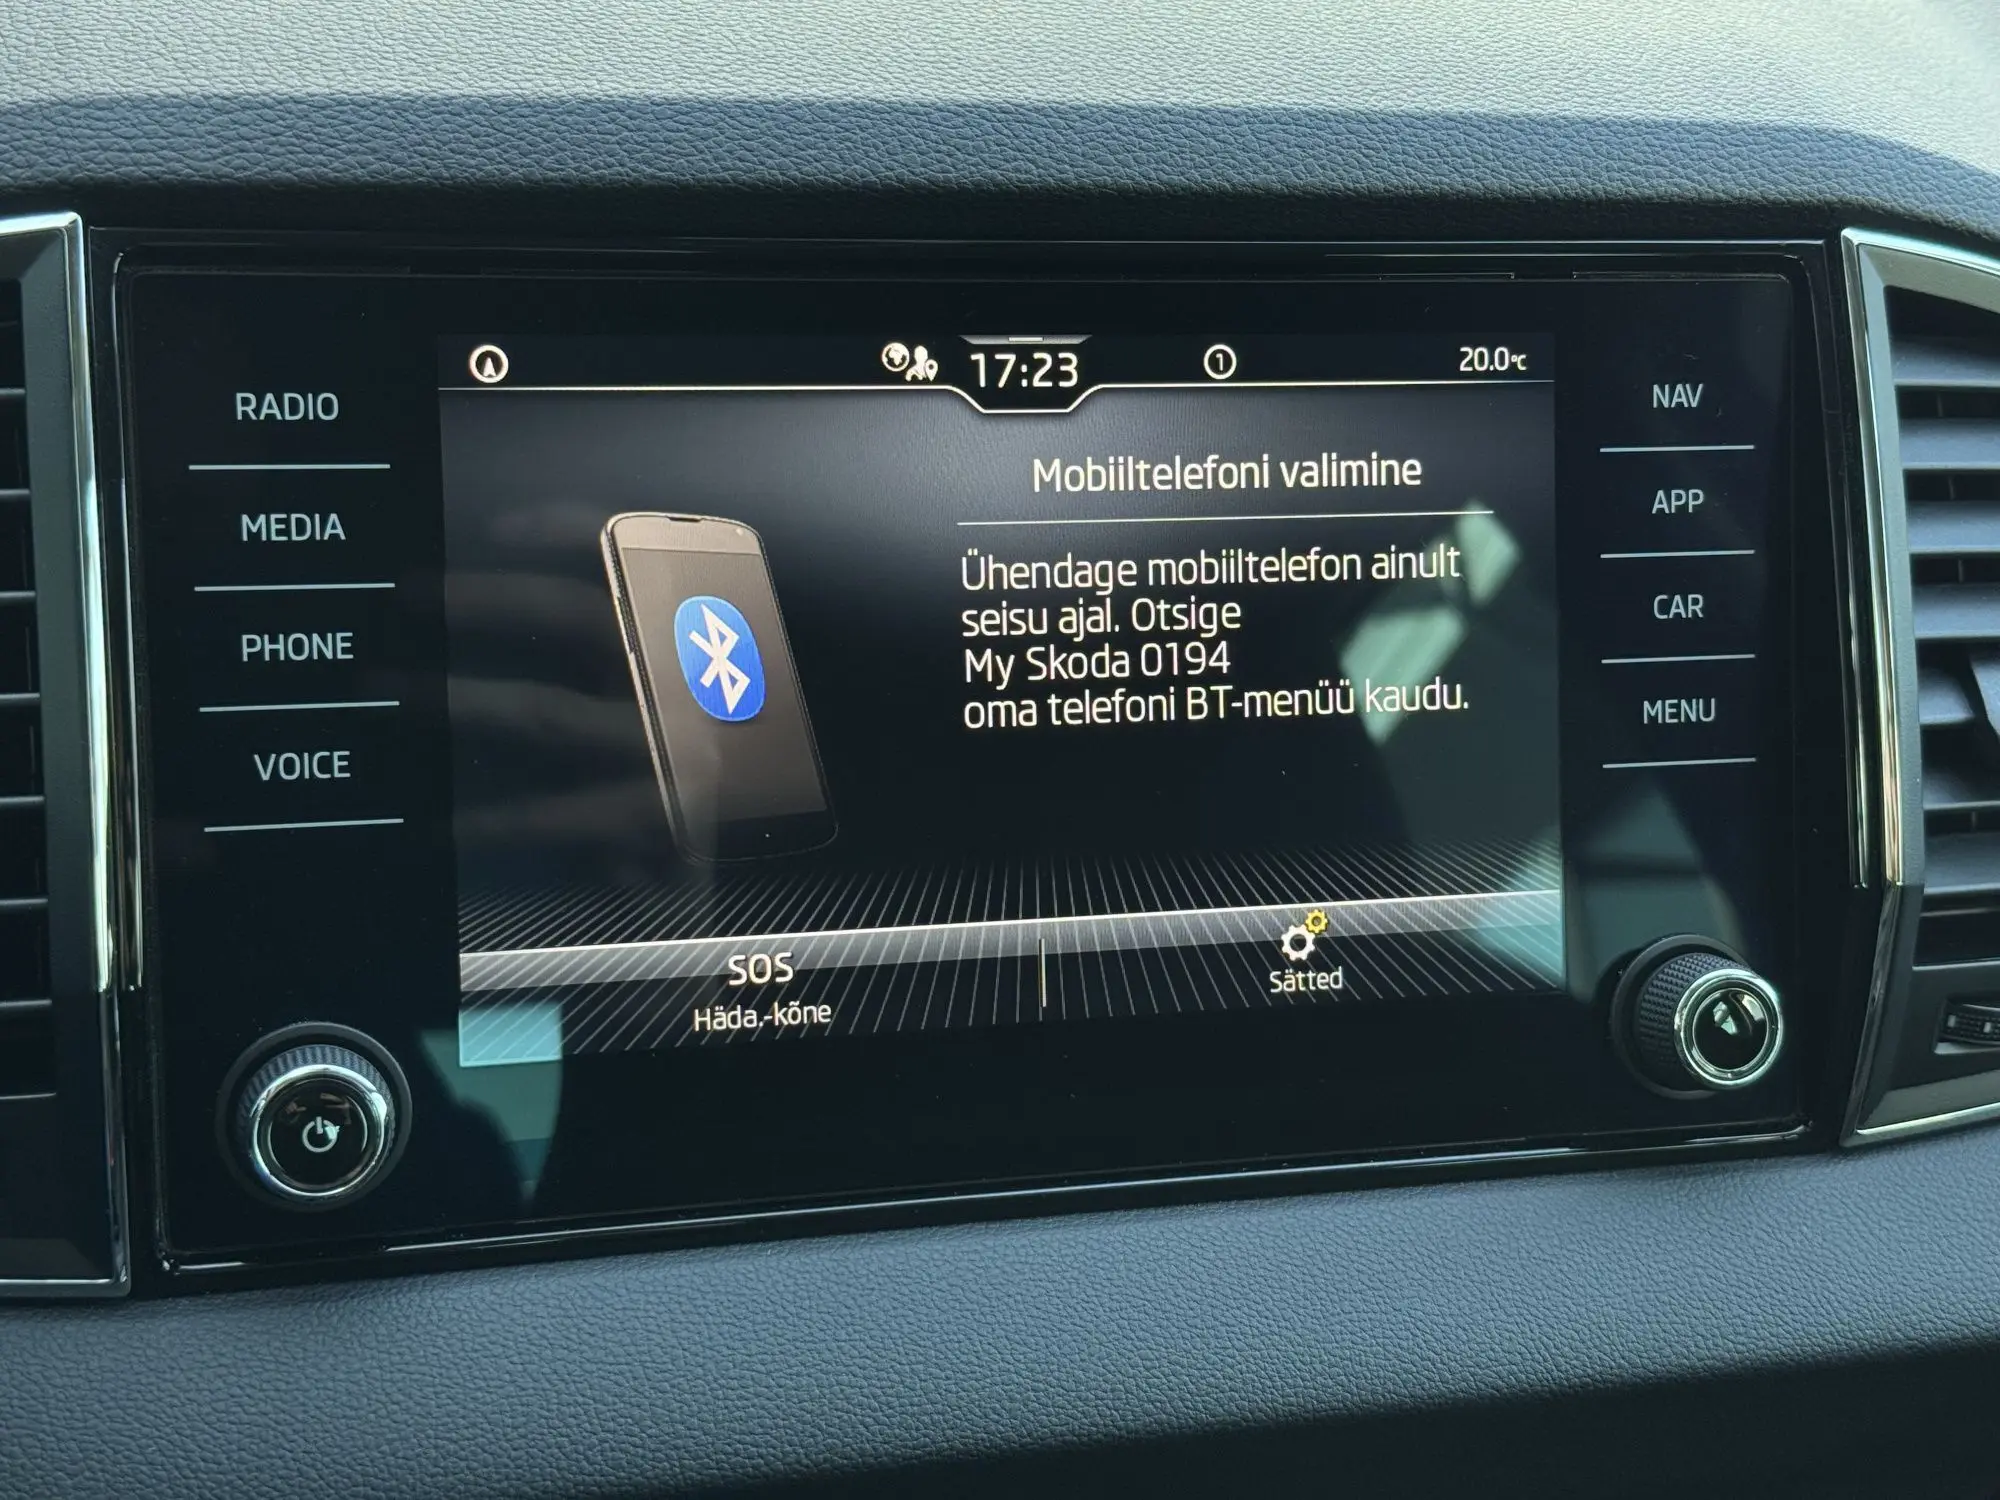 17:23
1
20.0°C
RADIO
MEDIA
PHONE
VOICE
Mobiiltelefoni valimine
Ühendage mobiiltelefon ainult
seisu ajal. Otsige
My Skoda 0194
oma telefoni BT-menüü kaudu.
SOS
Häda.-kõne
Sätted
NAV
APP
CAR
MENU